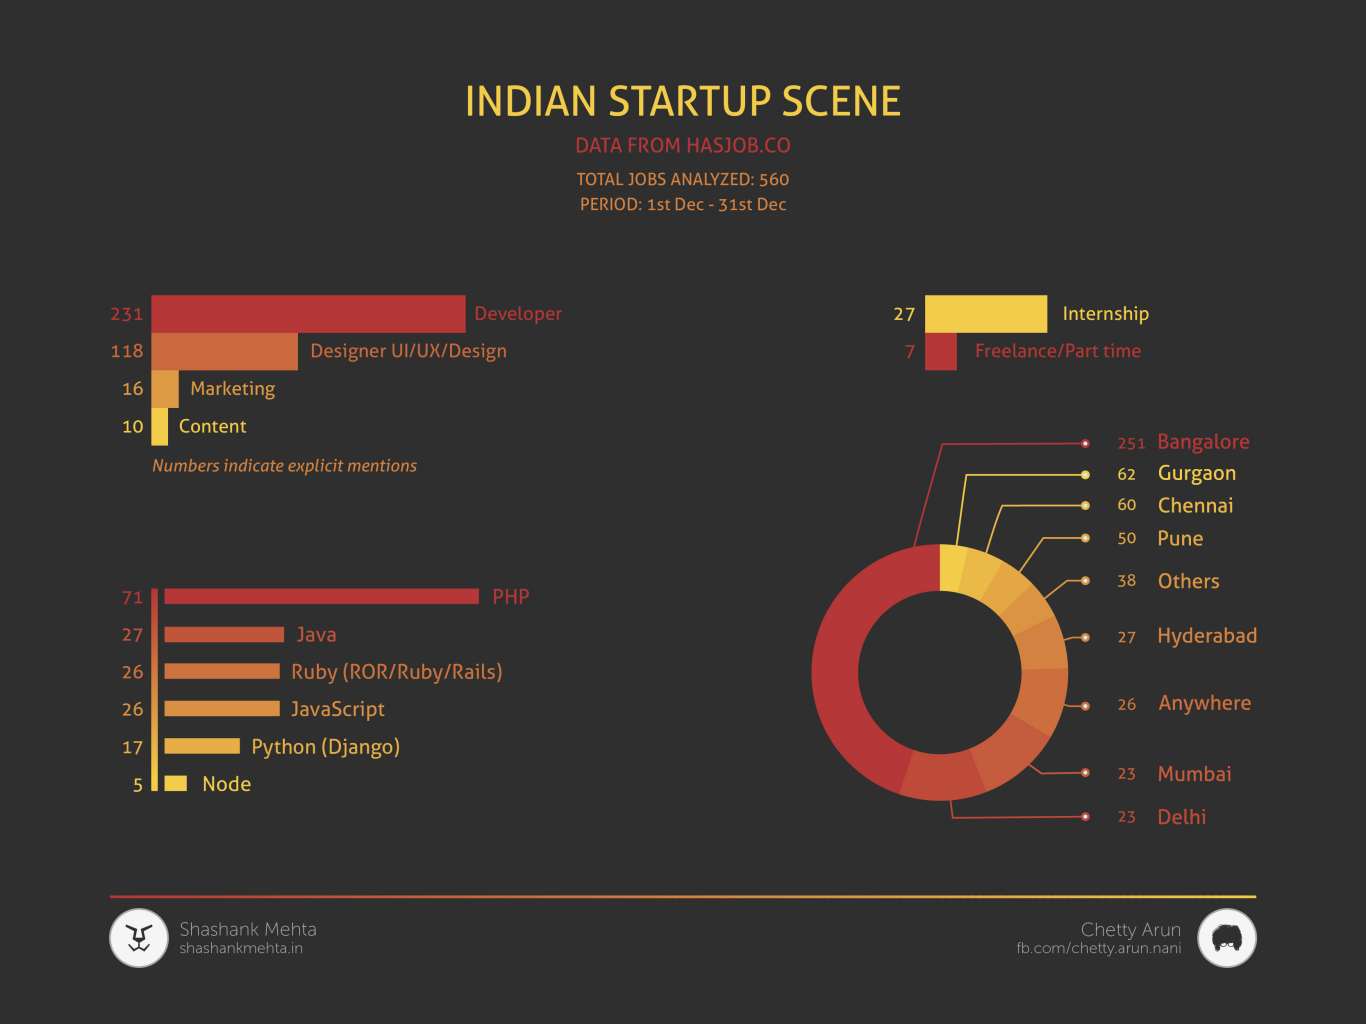 INDIAN STARTUP SCENE
DATA FROM HASJOB.CO
TOTAL JOBS ANALYZED: 560
PERIOD: 1st Dec - 31st Dec
231 Developer
118 Designer UI/UX/Design
16 Marketing
10 Content
Numbers indicate explicit mentions
27 Internship
7 Freelance/Part time
251 Bangalore
62 Gurgaon
60 Chennai
50 Pune
38 Others
27 Hyderabad
26 Anywhere
23 Mumbai
23 Delhi
71 PHP
27 Java
26 Ruby (ROR/Ruby/Rails)
26 JavaScript
17 Python (Django)
5 Node
Shashank Mehta
shashankmehta.in
Chetty Arun
fb.com/chetty.arun.nani